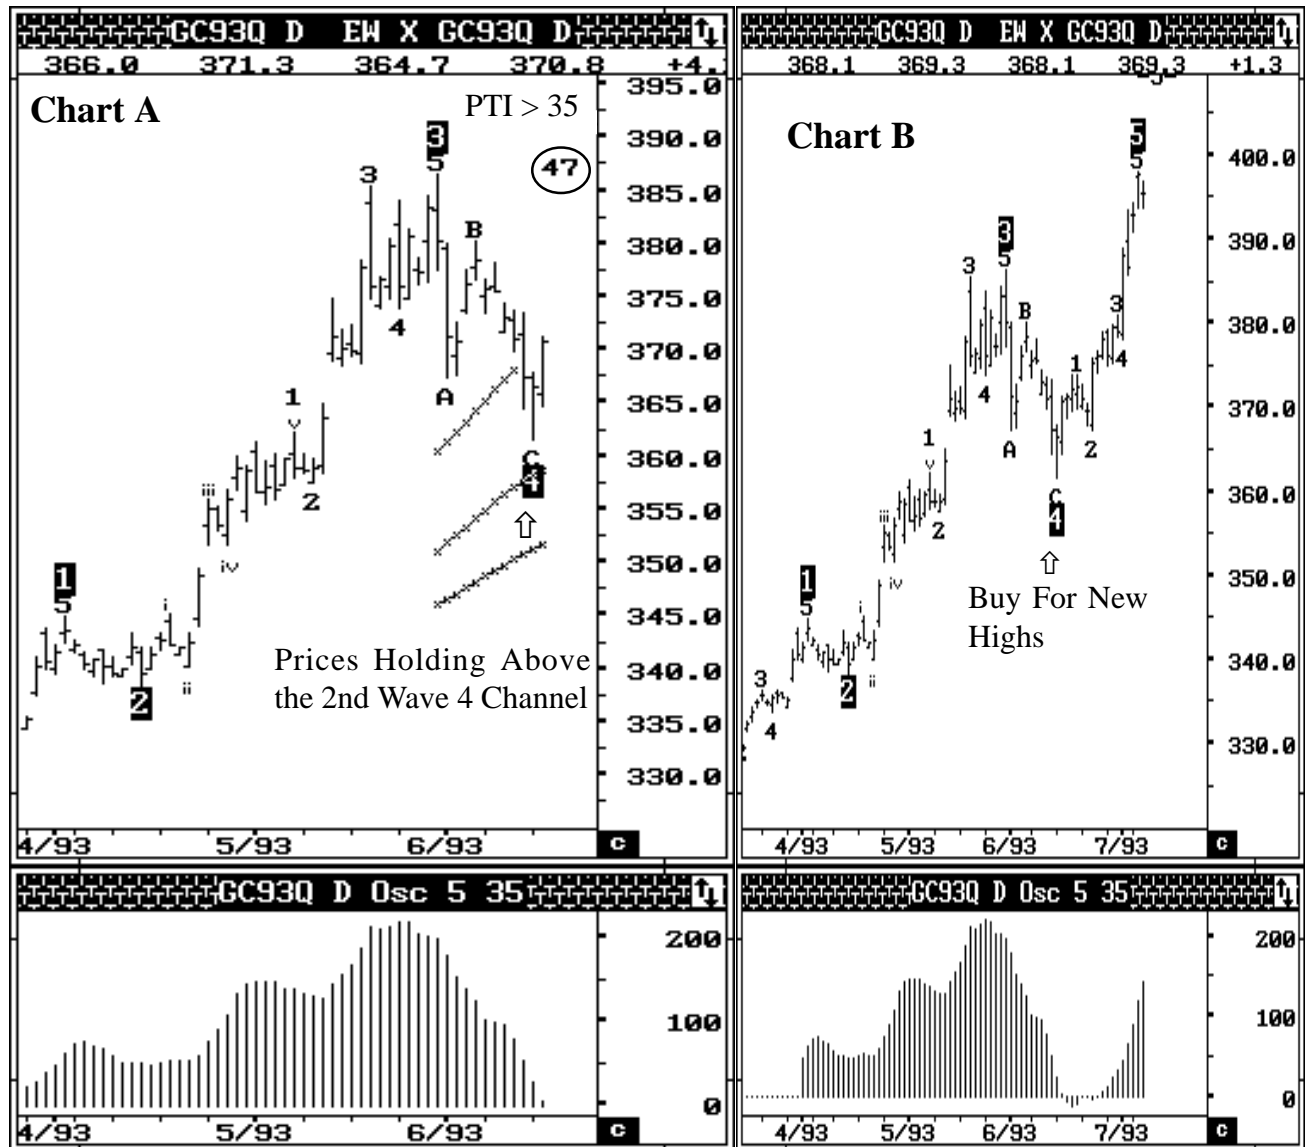 GC93Q D EW X GC93Q D
366.0 371.3 364.7 370.8 +4.
Chart A
PTI > 35
47
395.0
390.0
385.0
380.0
375.0
370.0
365.0
360.0
355.0
350.0
345.0
340.0
335.0
330.0
3
5
3
B
4
A
1
v
2
C
4
iii
iv
1
5
i
ii
2
Prices Holding Above
the 2nd Wave 4 Channel
4/93 5/93 6/93 c
GC93Q D Osc 5 35
200
100
0
4/93 5/93 6/93 c
GC93Q D EW X GC93Q D
368.1 369.3 368.1 369.3 +1.3
Chart B
5
5
400.0
390.0
380.0
370.0
360.0
350.0
340.0
330.0
3
5
3
B
3
4
1
4
A
2
1
v
2
C
4
iii
iv
1
5
i
ii
2
3
4
Buy For New
Highs
4/93 5/93 6/93 7/93 c
GC93Q D Osc 5 35
200
100
0
4/93 5/93 6/93 7/93 c